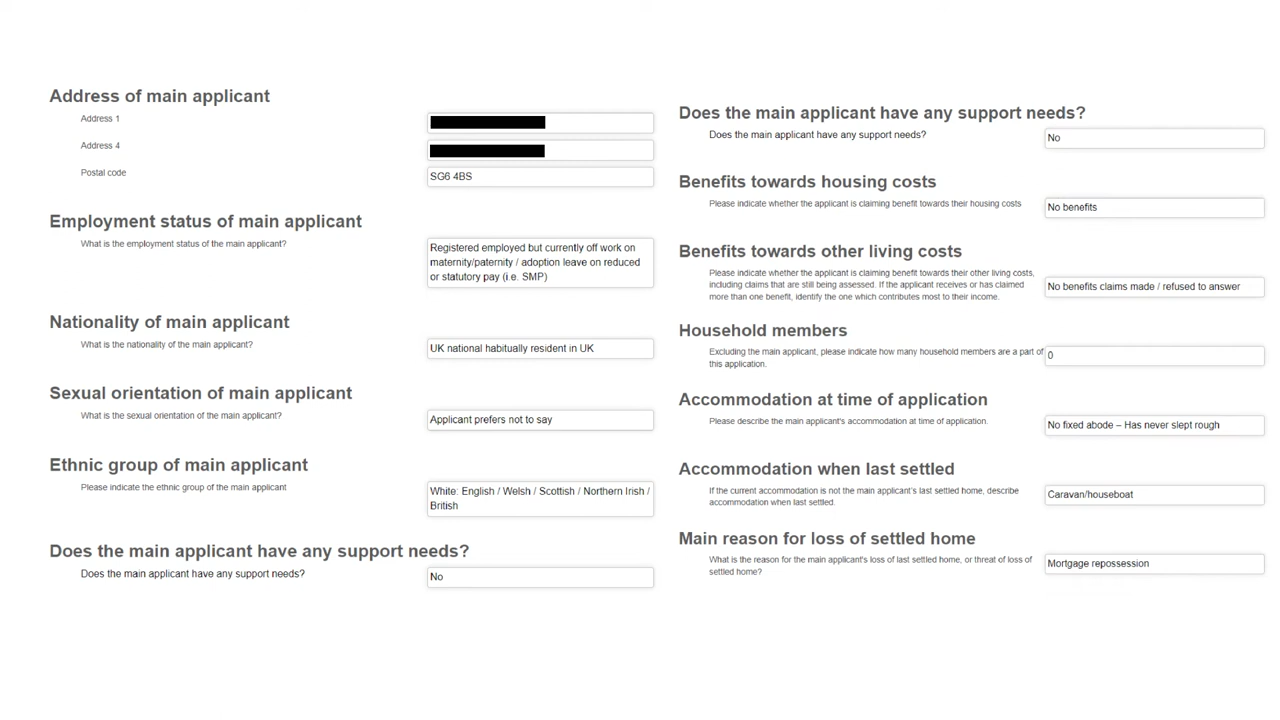 Address of main applicant
Address 1
Address 4
Postal code
SG6 4BS
Employment status of main applicant
What is the employment status of the main applicant?
Registered employed but currently off work on
maternity/paternity / adoption leave on reduced
or statutory pay (i.e. SMP)
Nationality of main applicant
What is the nationality of the main applicant?
UK national habitually resident in UK
Sexual orientation of main applicant
What is the sexual orientation of the main applicant?
Applicant prefers not to say
Ethnic group of main applicant
Please indicate the ethnic group of the main applicant
White: English / Welsh / Scottish / Northern Irish /
British
Does the main applicant have any support needs?
Does the main applicant have any support needs?
No
Does the main applicant have any support needs?
Does the main applicant have any support needs?
No
Benefits towards housing costs
Please indicate whether the applicant is claiming benefit towards their housing costs
No benefits
Benefits towards other living costs
Please indicate whether the applicant is claiming benefit towards their other living costs,
including claims that are still being assessed. If the applicant receives or has claimed
more than one benefit, identify the one which contributes most to their income.
No benefits claims made / refused to answer
Household members
Excluding the main applicant, please indicate how many household members are a part of
this application.
0
Accommodation at time of application
Please describe the main applicant's accommodation at time of application.
No fixed abode – Has never slept rough
Accommodation when last settled
If the current accommodation is not the main applicant's last settled home, describe
accommodation when last settled.
Caravan/houseboat
Main reason for loss of settled home
What is the reason for the main applicant's loss of last settled home, or threat of loss of
settled home?
Mortgage repossession